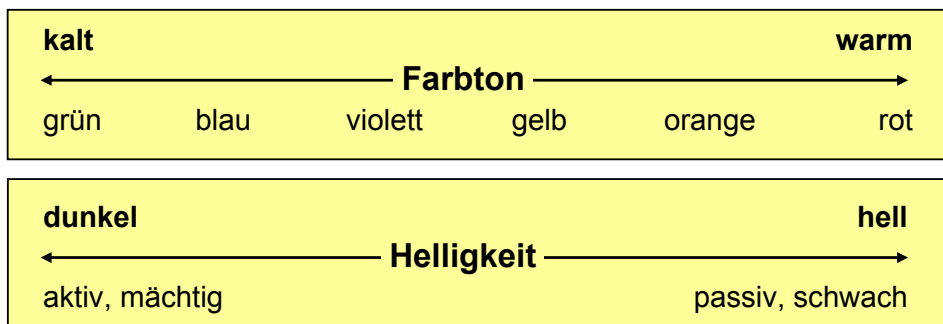 kalt warm
Farbton
grün blau violett gelb orange rot
dunkel hell
Helligkeit
aktiv, mächtig passiv, schwach